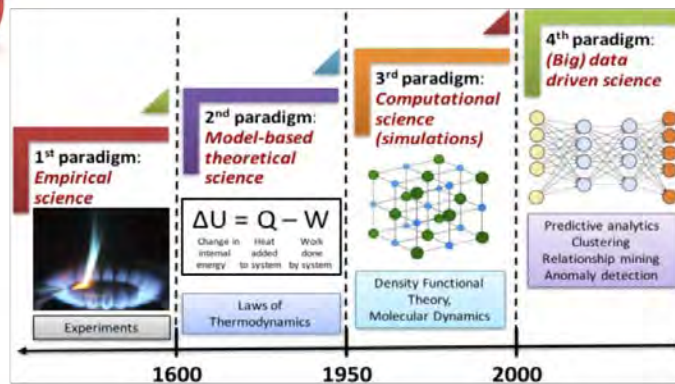 1st paradigm:
Empirical
science
Experiments
2nd paradigm:
Model-based
theoretical
science
ΔU = Q – W
Change in internal energy
Heat added to system
Work done by system
Laws of
Thermodynamics
3rd paradigm:
Computational
science
(simulations)
Density Functional
Theory,
Molecular Dynamics
4th paradigm:
(Big) data
driven science
Predictive analytics
Clustering
Relationship mining
Anomaly detection
1600
1950
2000